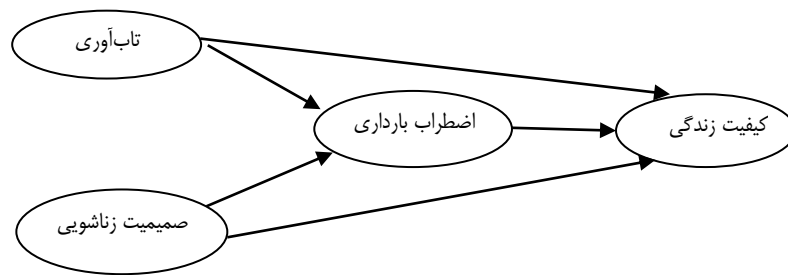 تاب‌آوری
اضطراب بارداری
کیفیت زندگی
صمیمیت زناشویی